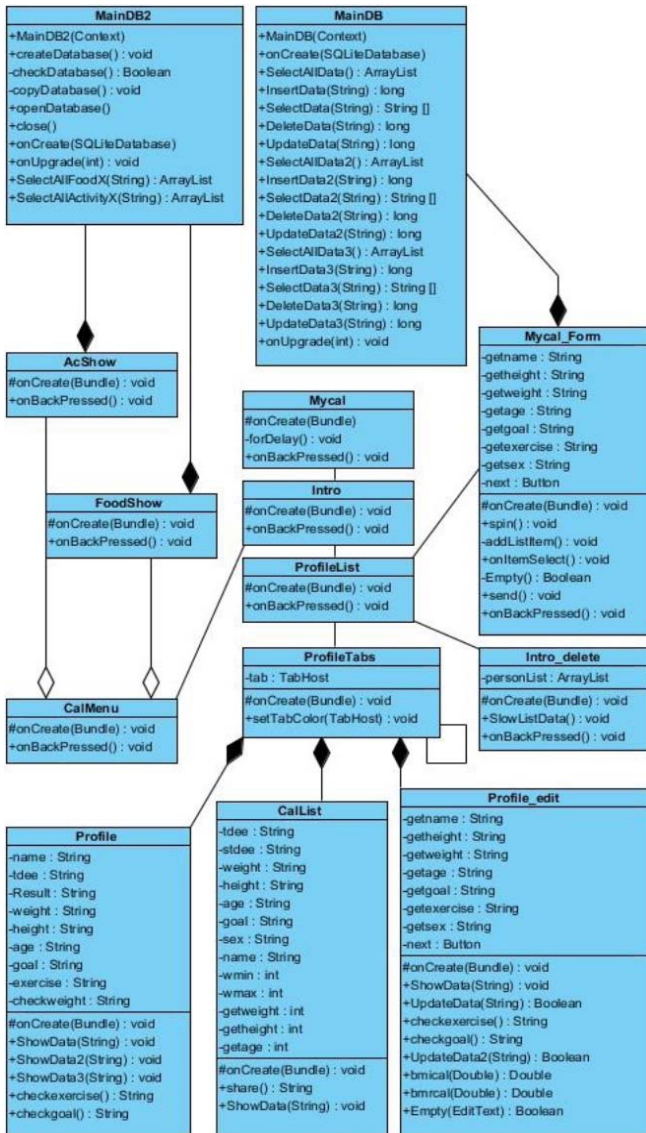 MainDB2
+MainDB2(Context)
+createDatabase() : void
-checkDatabase() : Boolean
-copyDatabase() : void
+openDatabase()
+close()
+onCreate(SQLiteDatabase)
+onUpgrade(int) : void
+SelectAllFoodX(String) : ArrayList
+SelectAllActivityX(String) : ArrayList
MainDB
+MainDB(Context)
+onCreate(SQLiteDatabase)
+SelectAllData() : ArrayList
+InsertData(String) : long
+SelectData(String) : String []
+DeleteData(String) : long
+UpdateData(String) : long
+SelectAllData2() : ArrayList
+InsertData2(String) : long
+SelectData2(String) : String []
+DeleteData2(String) : long
+UpdateData2(String) : long
+SelectAllData3() : ArrayList
+InsertData3(String) : long
+SelectData3(String) : String []
+DeleteData3(String) : long
+UpdateData3(String) : long
+onUpgrade(int) : void
Mycal_Form
-getname : String
-getheight : String
-getweight : String
-getage : String
-getgoal : String
-getexercise : String
-getsex : String
-next : Button
#onCreate(Bundle) : void
+spin() : void
-addListItem() : void
+onItemSelect() : void
-Empty() : Boolean
+send() : void
+onBackPressed() : void
AcShow
#onCreate(Bundle) : void
+onBackPressed() : void
Mycal
#onCreate(Bundle)
-forDelay() : void
+onBackPressed() : void
FoodShow
#onCreate(Bundle) : void
+onBackPressed() : void
Intro
#onCreate(Bundle) : void
+onBackPressed() : void
ProfileList
#onCreate(Bundle) : void
+onBackPressed() : void
ProfileTabs
-tab : TabHost
#onCreate(Bundle) : void
+setTabColor(TabHost) : void
Intro_delete
-personList : ArrayList
#onCreate(Bundle) : void
+SlowListData() : void
+onBackPressed() : void
CalMenu
#onCreate(Bundle) : void
+onBackPressed() : void
Profile
-name : String
-tdee : String
-Result : String
-weight : String
-height : String
-age : String
-goal : String
-exercise : String
-checkweight : String
#onCreate(Bundle) : void
+ShowData(String) : void
+ShowData2(String) : void
+ShowData3(String) : void
+checkexercise() : String
+checkgoal() : String
CalList
-tdee : String
-stdee : String
-weight : String
-height : String
-age : String
-goal : String
-sex : String
-name : String
-wmin : int
-wmax : int
-getweight : int
-getheight : int
-getage : int
#onCreate(Bundle) : void
+share() : String
+ShowData(String) : void
Profile_edit
-getname : String
-getheight : String
-getweight : String
-getage : String
-getgoal : String
-getexercise : String
-getsex : String
-next : Button
#onCreate(Bundle) : void
+ShowData(String) : void
+UpdateData(String) : Boolean
+checkexercise() : String
+checkgoal() : String
+UpdateData2(String) : Boolean
+bmical(Double) : Double
+bmrcal(Double) : Double
+Empty(EditText) : Boolean